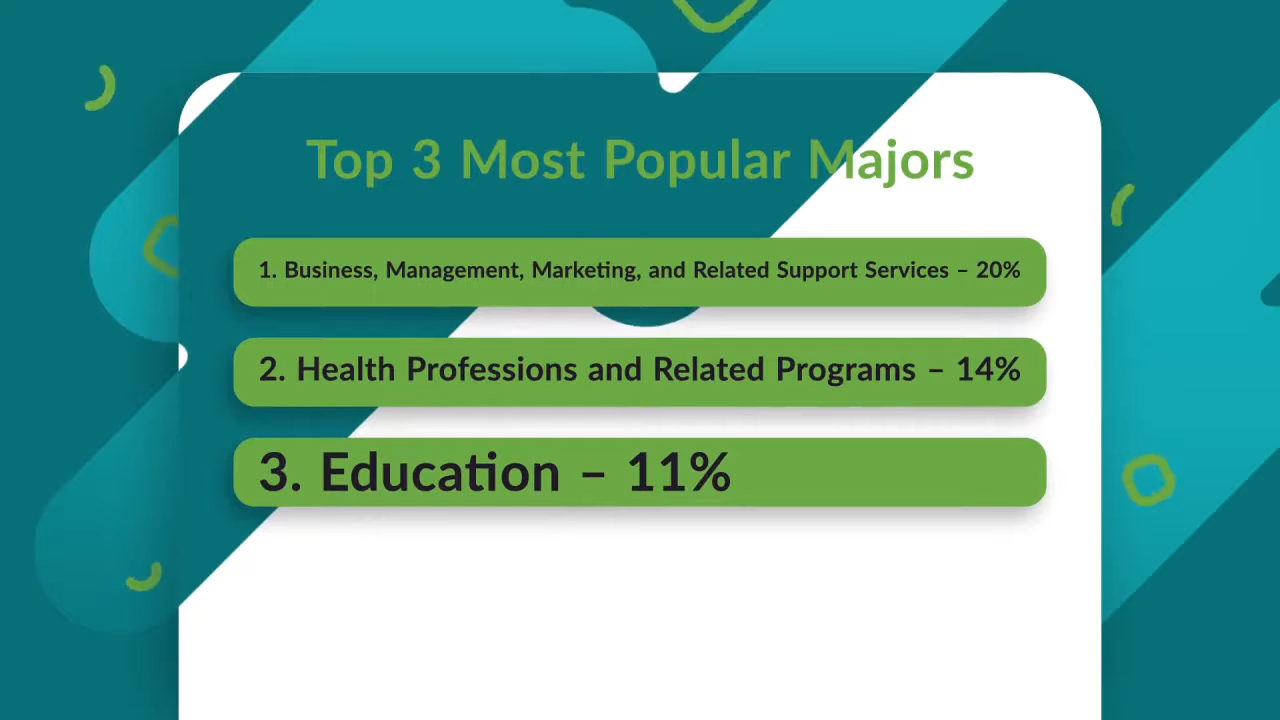 Top 3 Most Popular Majors
1. Business, Management, Marketing, and Related Support Services – 20%
2. Health Professions and Related Programs – 14%
3. Education – 11%